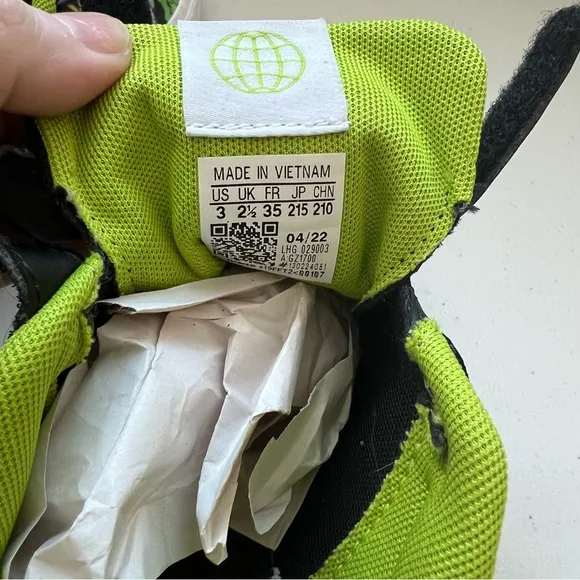 MADE IN VIETNAM
US UK FR JP CHN
3 2½ 35 215 210
04/22
LHG 029003
A.GZ1700
#130224051